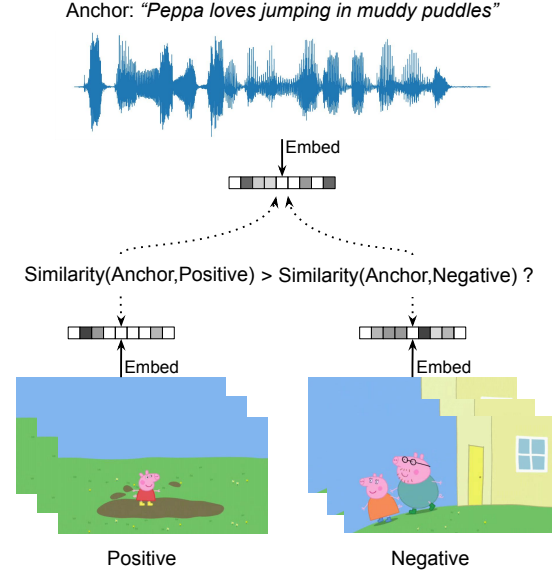 Anchor: “Peppa loves jumping in muddy puddles”
Embed
Similarity(Anchor,Positive) > Similarity(Anchor,Negative) ?
Embed
Embed
Positive
Negative